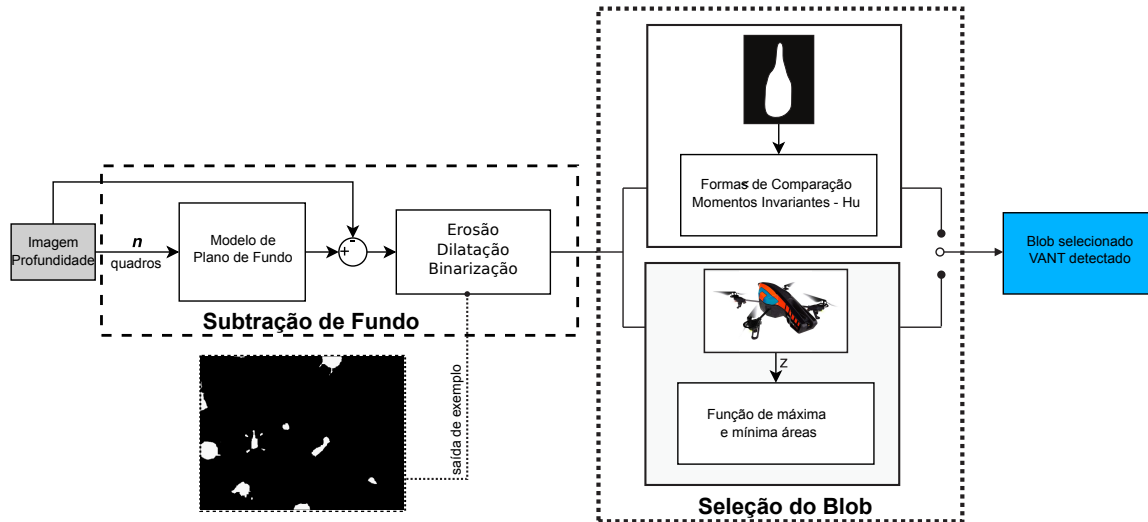 Imagem
Profundidade
n
quadros
Modelo de
Plano de Fundo
+
-
Erosão
Dilatação
Binarização
Subtração de Fundo
saída de exemplo
Formas de Comparação
Momentos Invariantes - Hu
z
Função de máxima
e mínima áreas
Seleção do Blob
Blob selecionado
VANT detectado